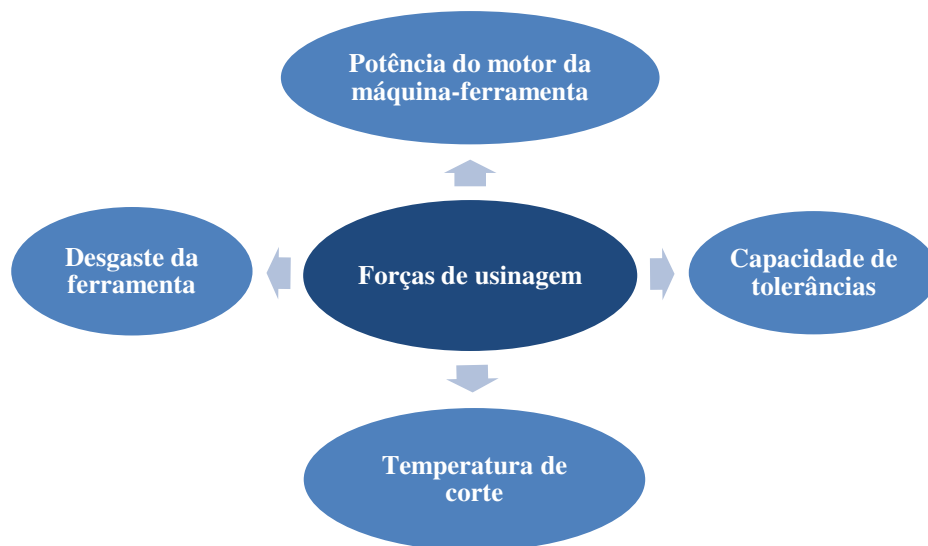 Potência do motor da
máquina-ferramenta
Desgaste da
ferramenta
Forças de usinagem
Capacidade de
tolerâncias
Temperatura de
corte